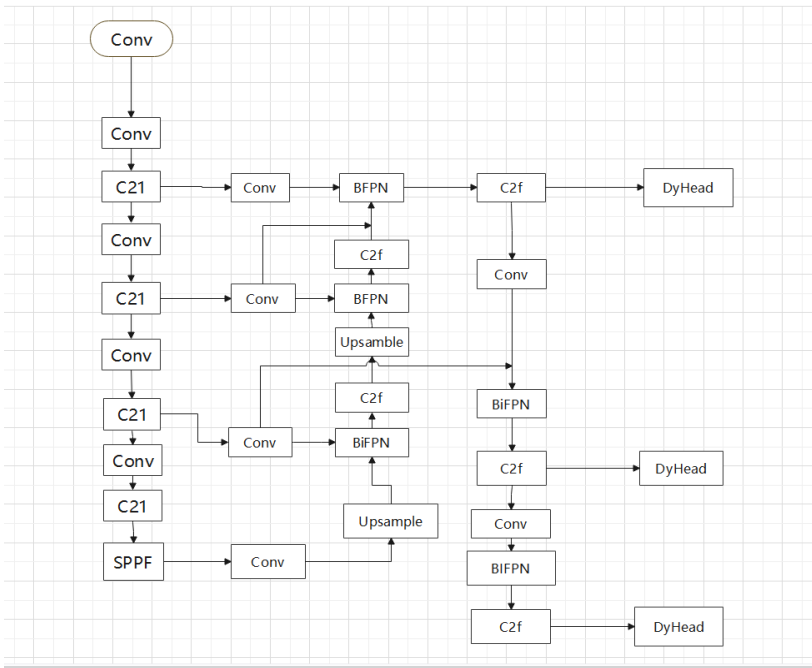 Conv
Conv
C21
Conv
BFPN
C2f
DyHead
Conv
C2f
Conv
C21
Conv
BFPN
Upsamble
Conv
C2f
BiFPN
C21
Conv
BiFPN
Conv
C2f
DyHead
C21
Upsample
Conv
SPPF
Conv
BIFPN
C2f
DyHead